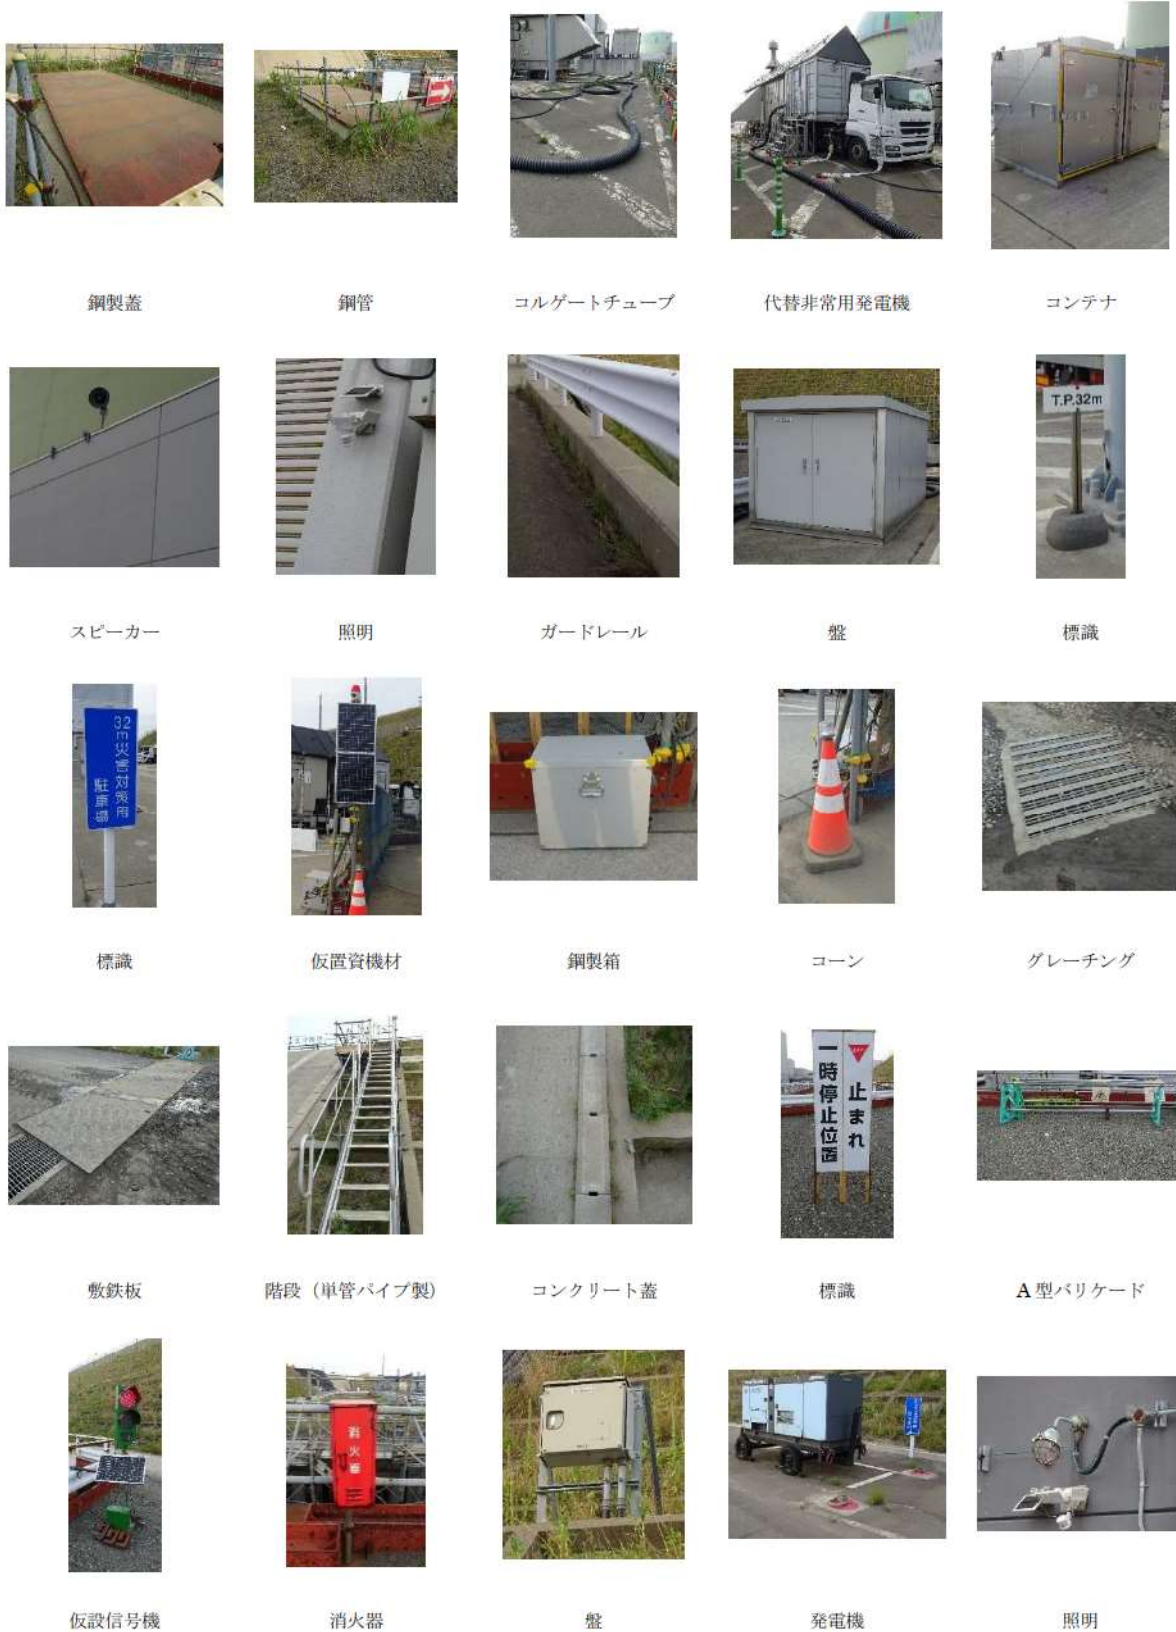 鋼製蓋
鋼管
コルゲートチューブ
代替非常用発電機
コンテナ
T.P.32m
スピーカー
照明
ガードレール
盤
標識
32m災害対策用
駐車場
標識
仮置資機材
鋼製箱
コーン
グレーチング
止まれ
一時停止位置
敷鉄板
階段（単管パイプ製）
コンクリート蓋
標識
A型バリケード
消火器
仮設信号機
消火器
盤
発電機
照明